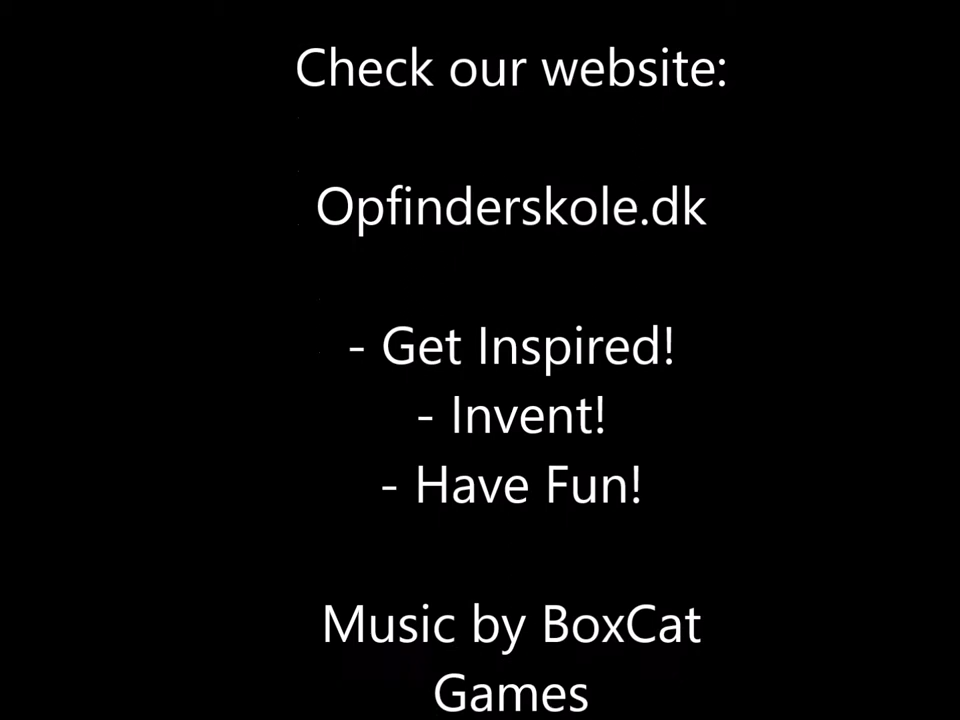 Check our website:
Opfinderskole.dk
- Get Inspired!
- Invent!
- Have Fun!
Music by BoxCat
Games